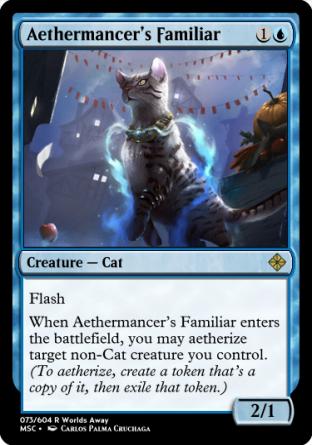 Aethermancer's Familiar 1
Creature — Cat
Flash
When Aethermancer's Familiar enters
the battlefield, you may aetherize
target non-Cat creature you control.
(To aetherize, create a token that's a
copy of it, then exile that token.)
2/1
073/604 R Worlds Away
MSC • Carlos Palma Cruchaga